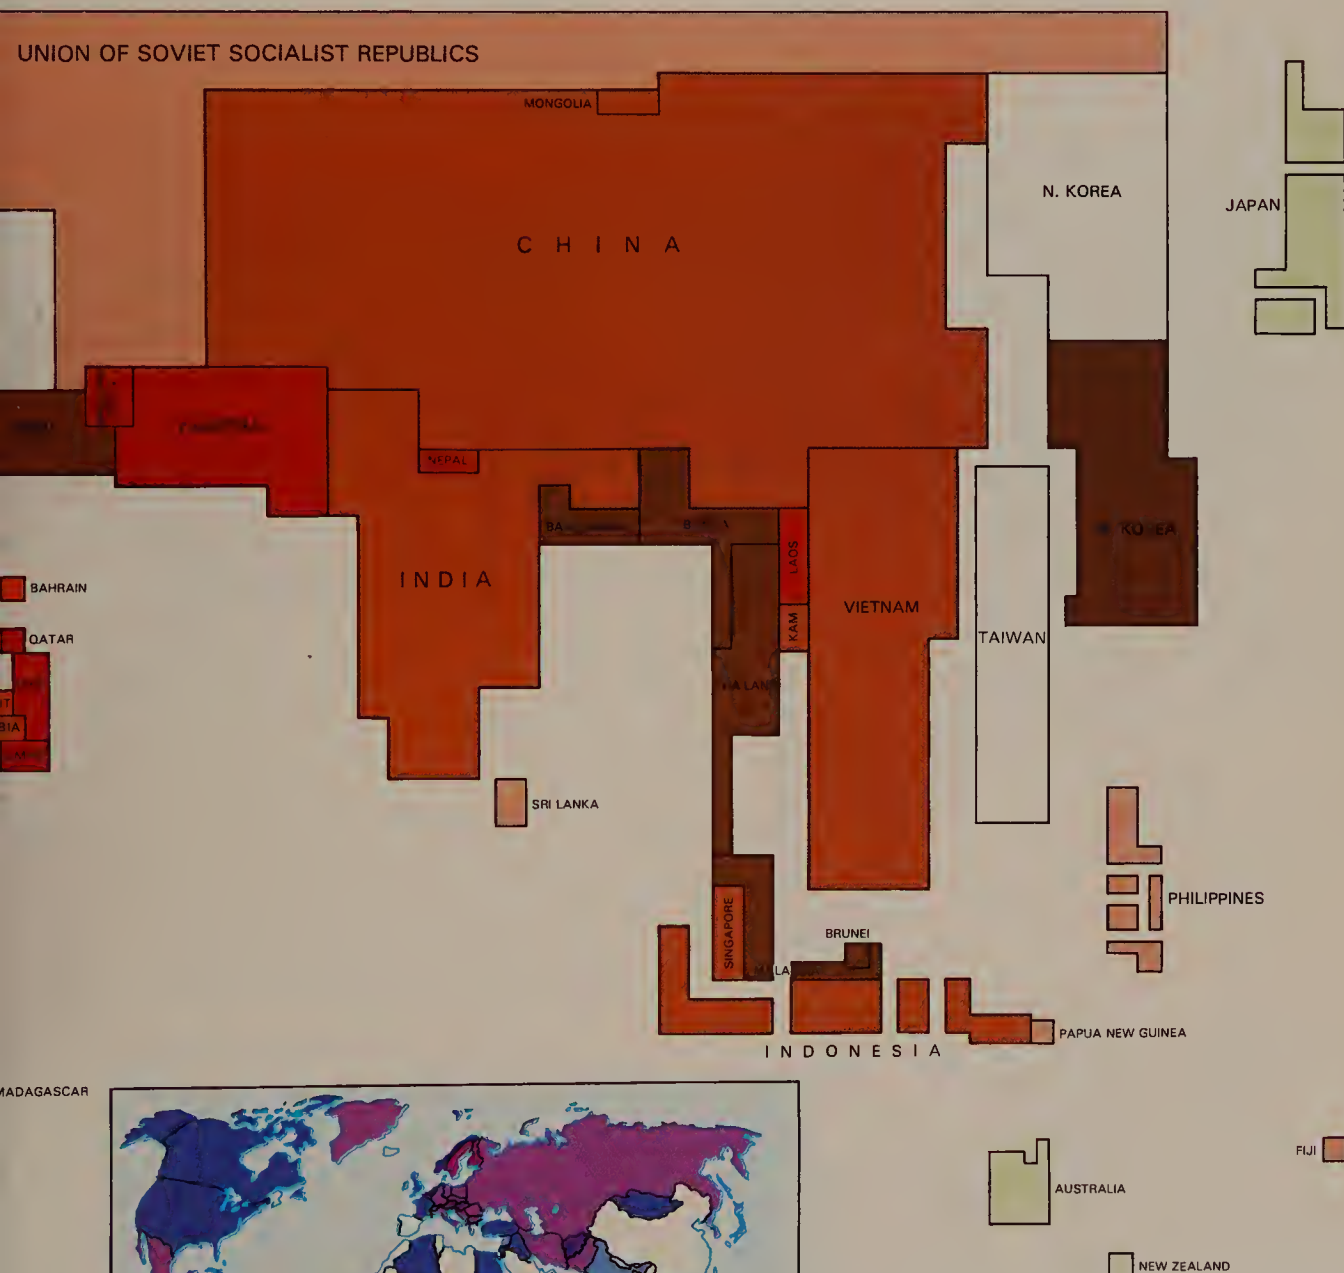 UNION OF SOVIET SOCIALIST REPUBLICS
MONGOLIA
N. KOREA
JAPAN
C H I N A
NEPAL
BAHRAIN
INDIA
LAOS
KOREA
VIETNAM
KAM
QATAR
TAIWAN
SRI LANKA
SINGAPORE
PHILIPPINES
BRUNEI
PAPUA NEW GUINEA
I N D O N E S I A
MADAGASCAR
FIJI
AUSTRALIA
NEW ZEALAND